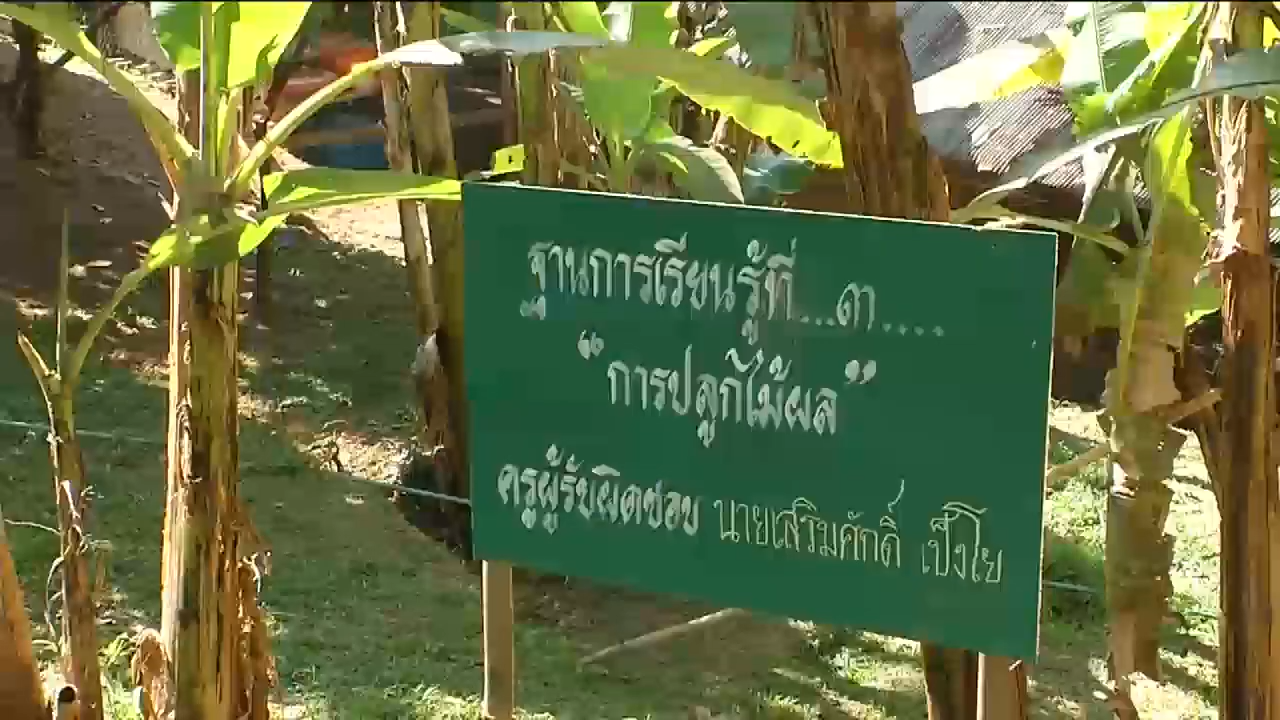 ฐานการเรียนรู้ที่...๓....
“การปลูกไม้ผล”
ครูผู้รับผิดชอบ นายเสริมศักดิ์ เป็งโย